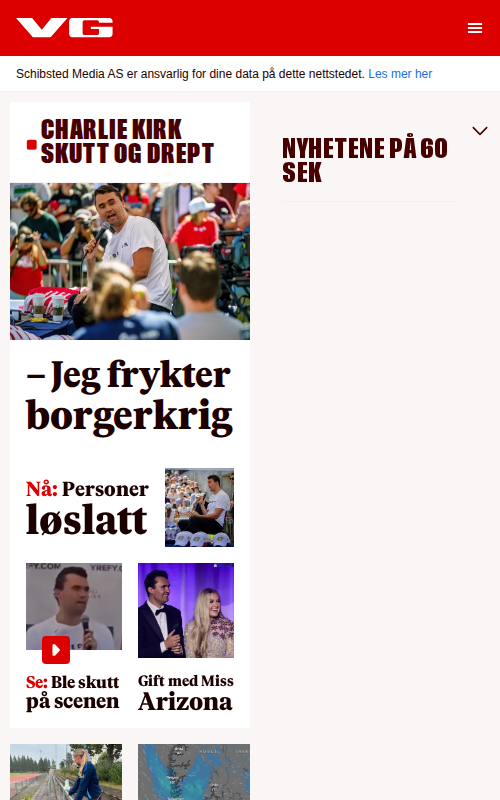 VG
Schibsted Media AS er ansvarlig for dine data på dette nettstedet. Les mer her
CHARLIE KIRK
SKUTT OG DREPT
NYHETENE PÅ 60
SEK
– Jeg frykter
borgerkrig
Nå: Personer
løslatt
YREFY.COM
Se: Ble skutt
på scenen
Gift med Miss
Arizona